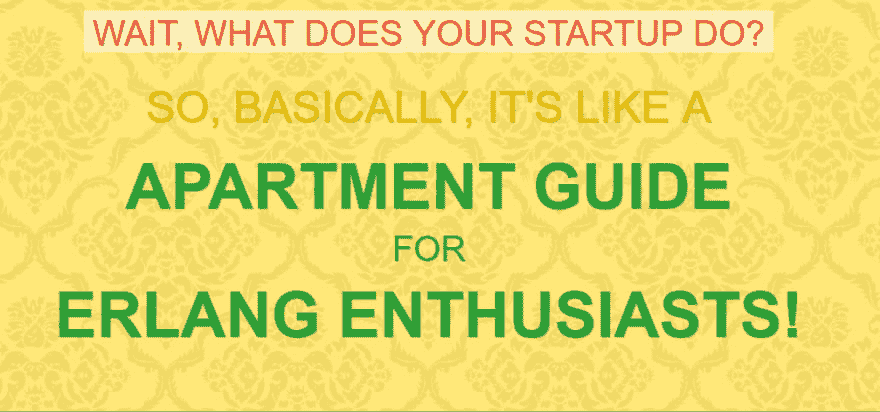 WAIT, WHAT DOES YOUR STARTUP DO?
SO, BASICALLY, IT'S LIKE A
APARTMENT GUIDE
FOR
ERLANG ENTHUSIASTS!